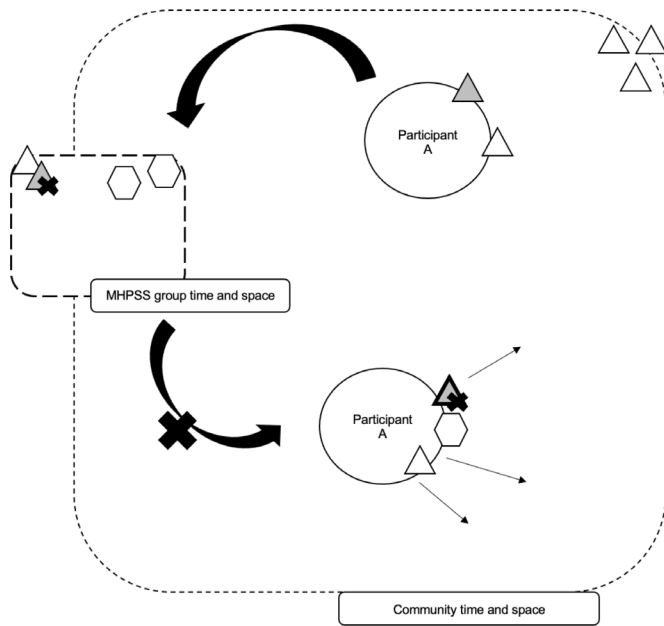 Participant
A
MHPSS group time and space
Participant
A
Community time and space